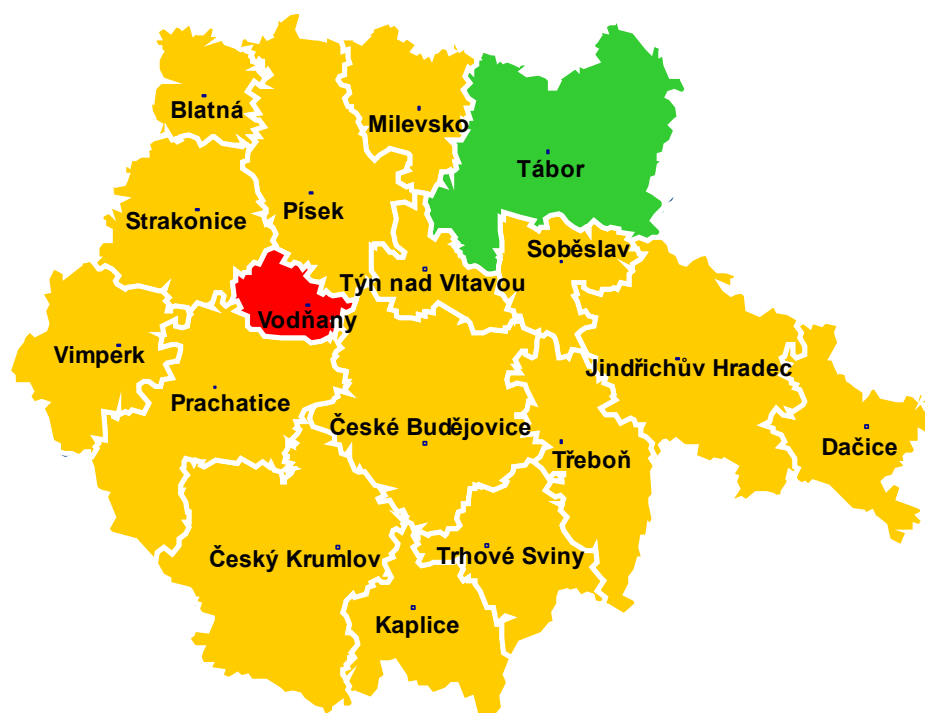 Blatná
Milevsko
Tábor
Písek
Strakonice
Soběslav
Týn nad Vltavou
Vodňany
Vimperk
Jindřichův Hradec
Prachatice
České Budějovice
Třeboň
Dačice
Český Krumlov
Trhové Sviny
Kaplice